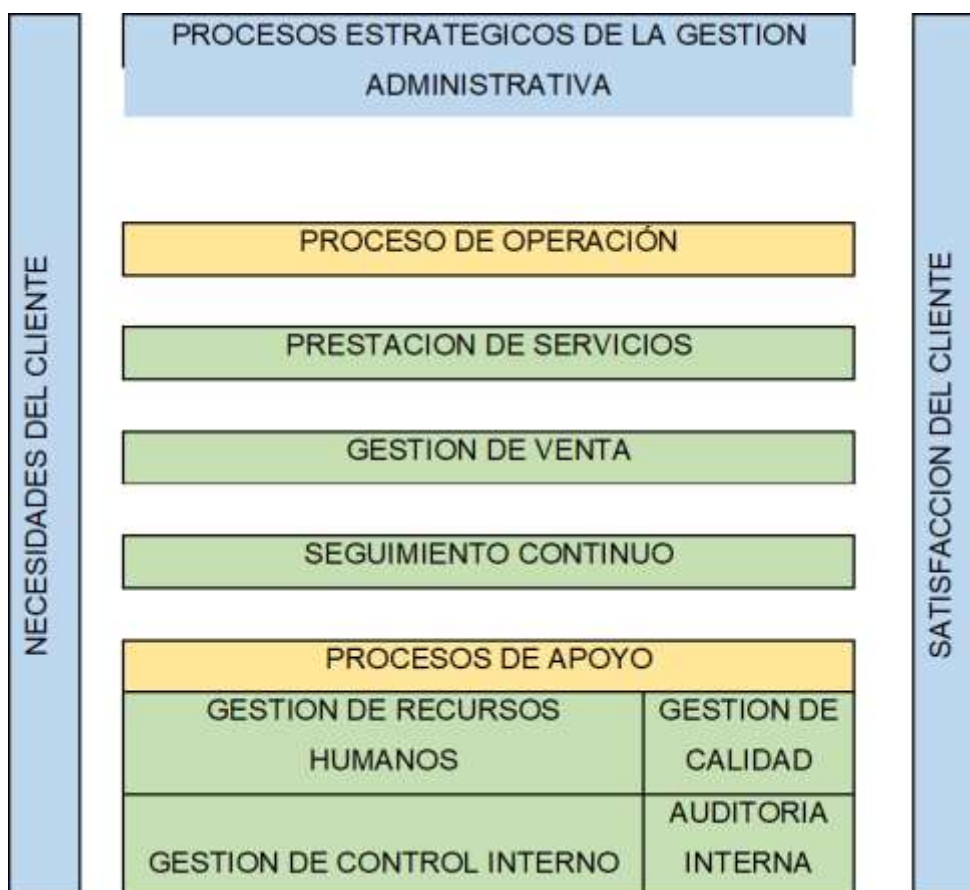 NECESIDADES DEL CLIENTE
PROCESOS ESTRATEGICOS DE LA GESTION
ADMINISTRATIVA
PROCESO DE OPERACIÓN
PRESTACION DE SERVICIOS
GESTION DE VENTA
SEGUIMIENTO CONTINUO
PROCESOS DE APOYO
GESTION DE RECURSOS
HUMANOS
GESTION DE
CALIDAD
GESTION DE CONTROL INTERNO
AUDITORIA
INTERNA
SATISFACCION DEL CLIENTE